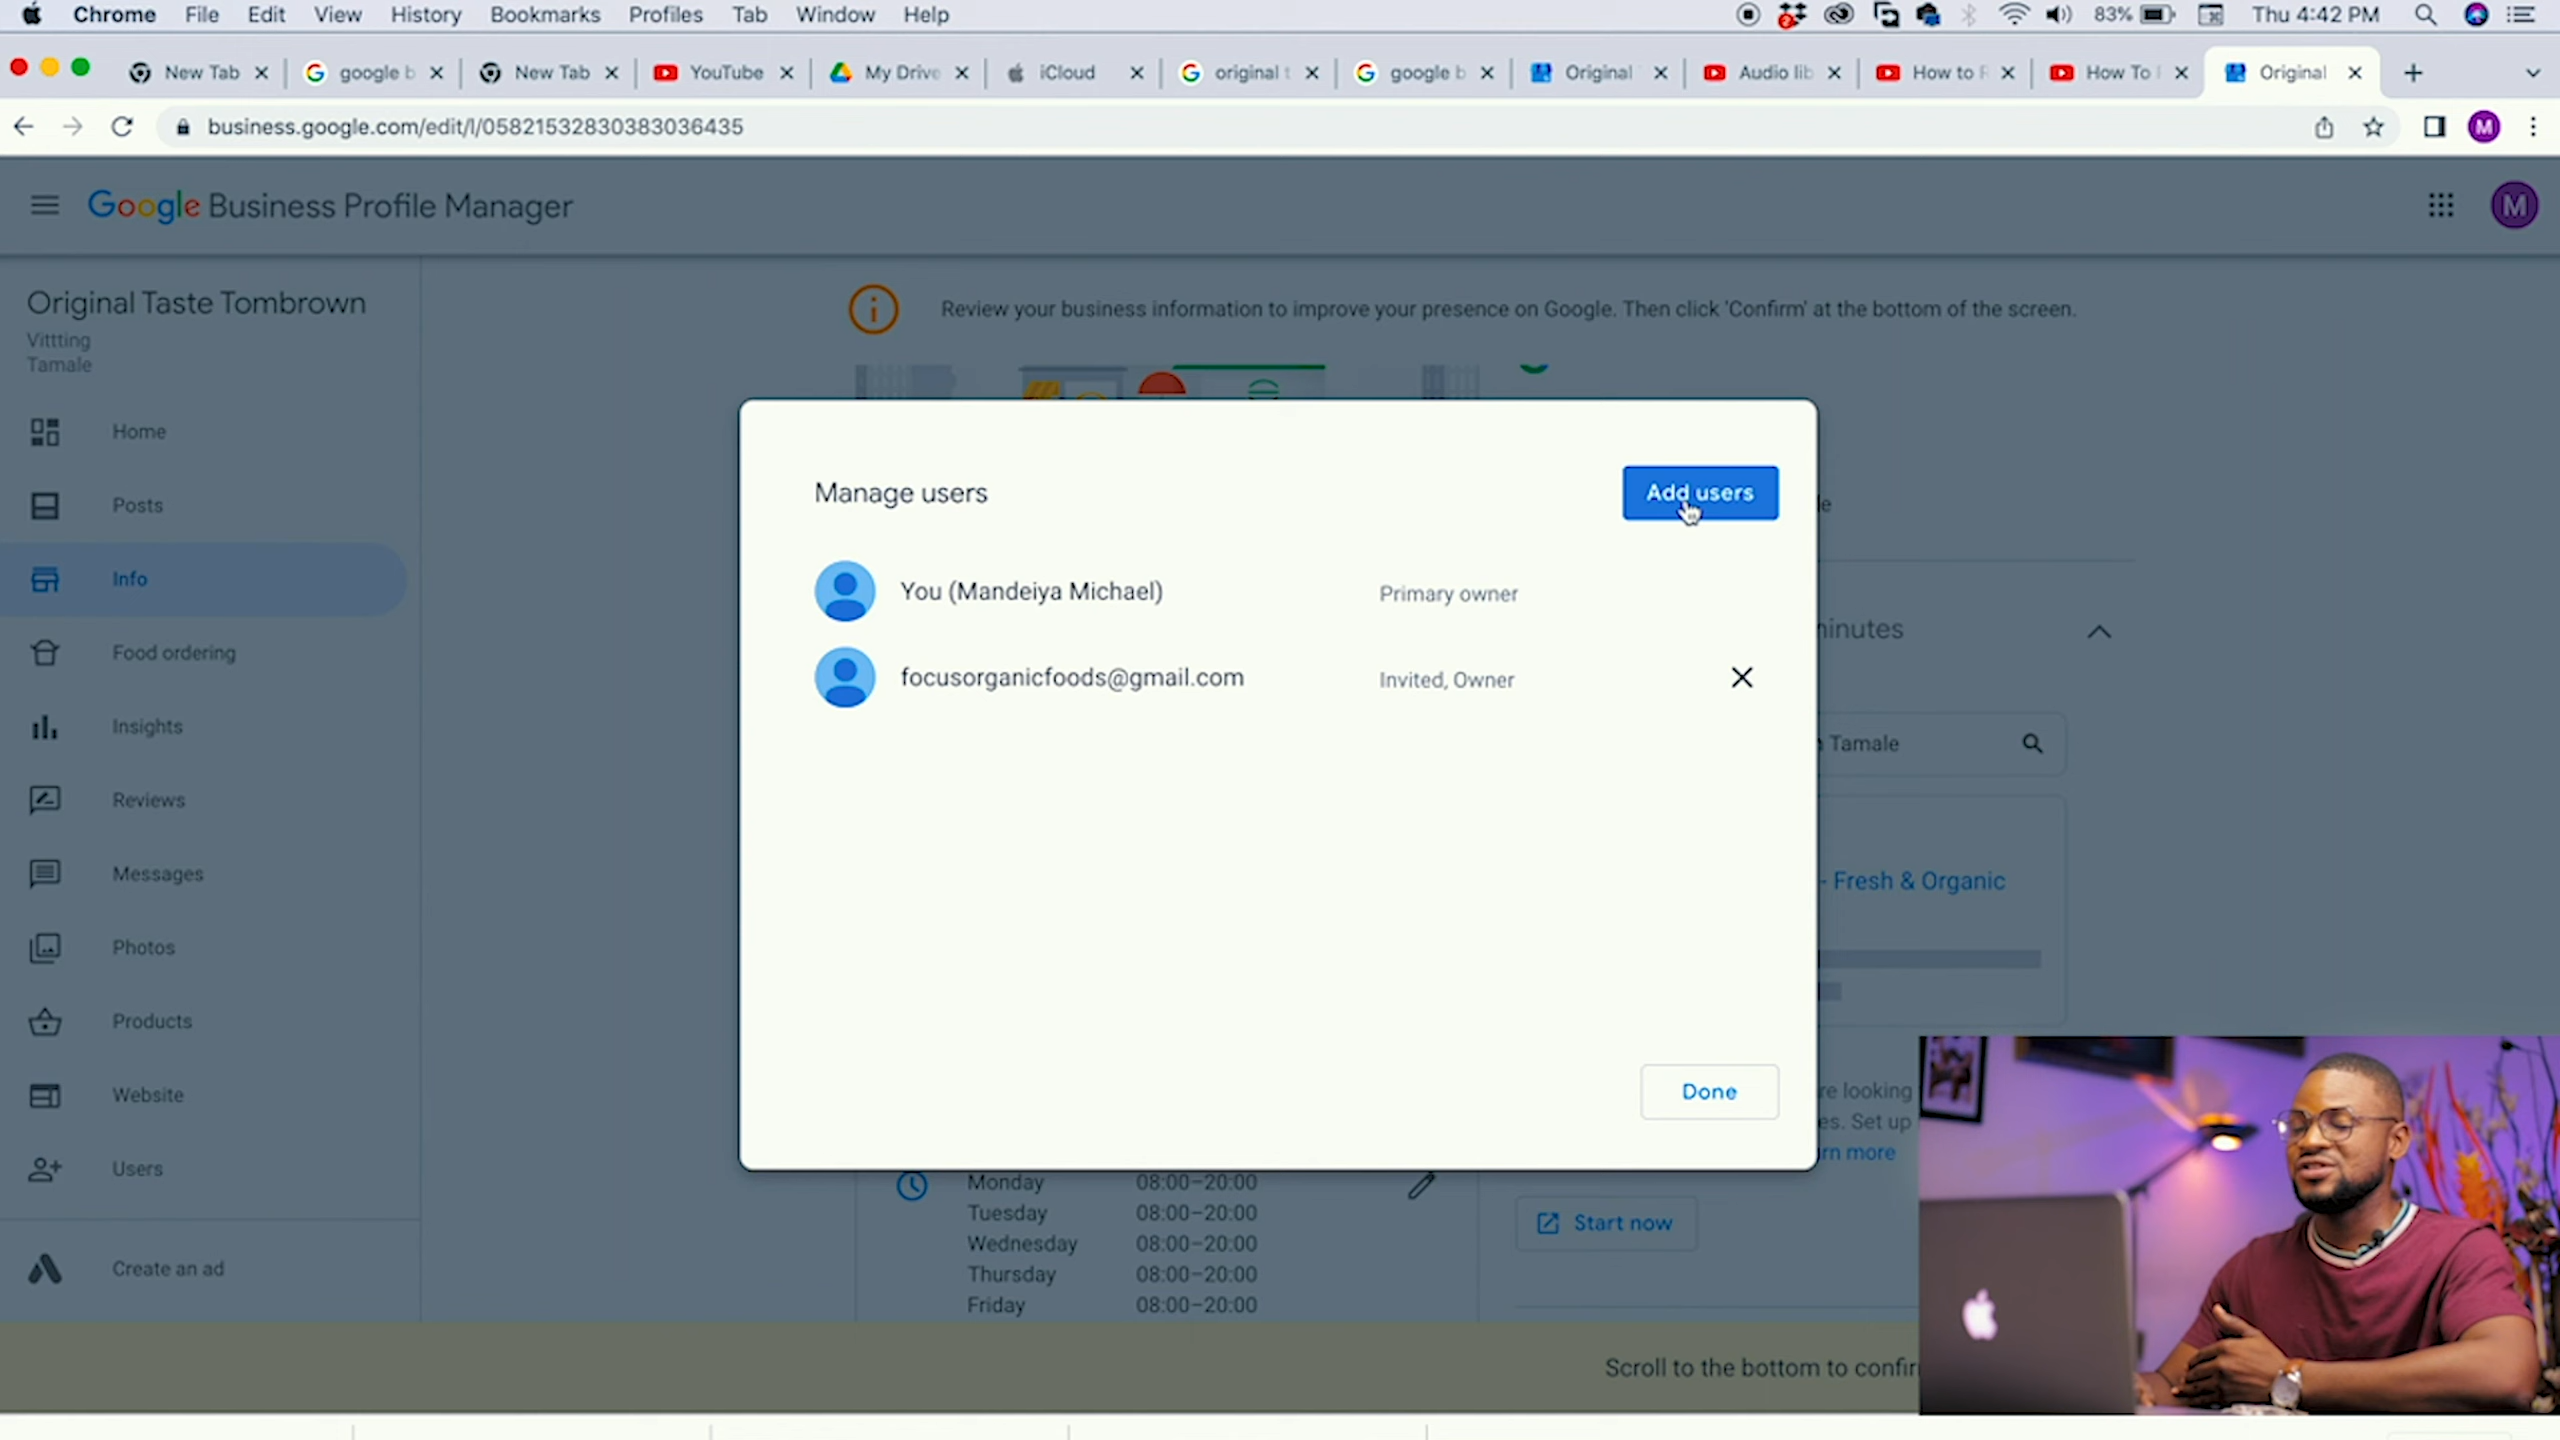 Chrome File Edit View History Bookmarks Profiles Tab Window Help 2 83% Thu 4:42 PM
New Tab google b New Tab YouTube My Drive iCloud original t google b Original Audio lib How to How To Original
business.google.com/edit/l/05821532830383036435 M
Google Business Profile Manager M
Original Taste Tombrown
Vittting
Tamale
Review your business information to improve your presence on Google. Then click 'Confirm' at the bottom of the screen.
Home
Posts
Info
Food ordering
Insights
Reviews
Messages
Photos
Products
Website
Users
Create an ad
Manage users
Add users
You (Mandeiya Michael) Primary owner
focusorganicfoods@gmail.com Invited, Owner
Done
le
minutes
Tamale
- Fresh & Organic
re looking
es. Set up
rn more
Start now
Monday 08:00–20:00
Tuesday 08:00–20:00
Wednesday 08:00–20:00
Thursday 08:00–20:00
Friday 08:00–20:00
Scroll to the bottom to confir